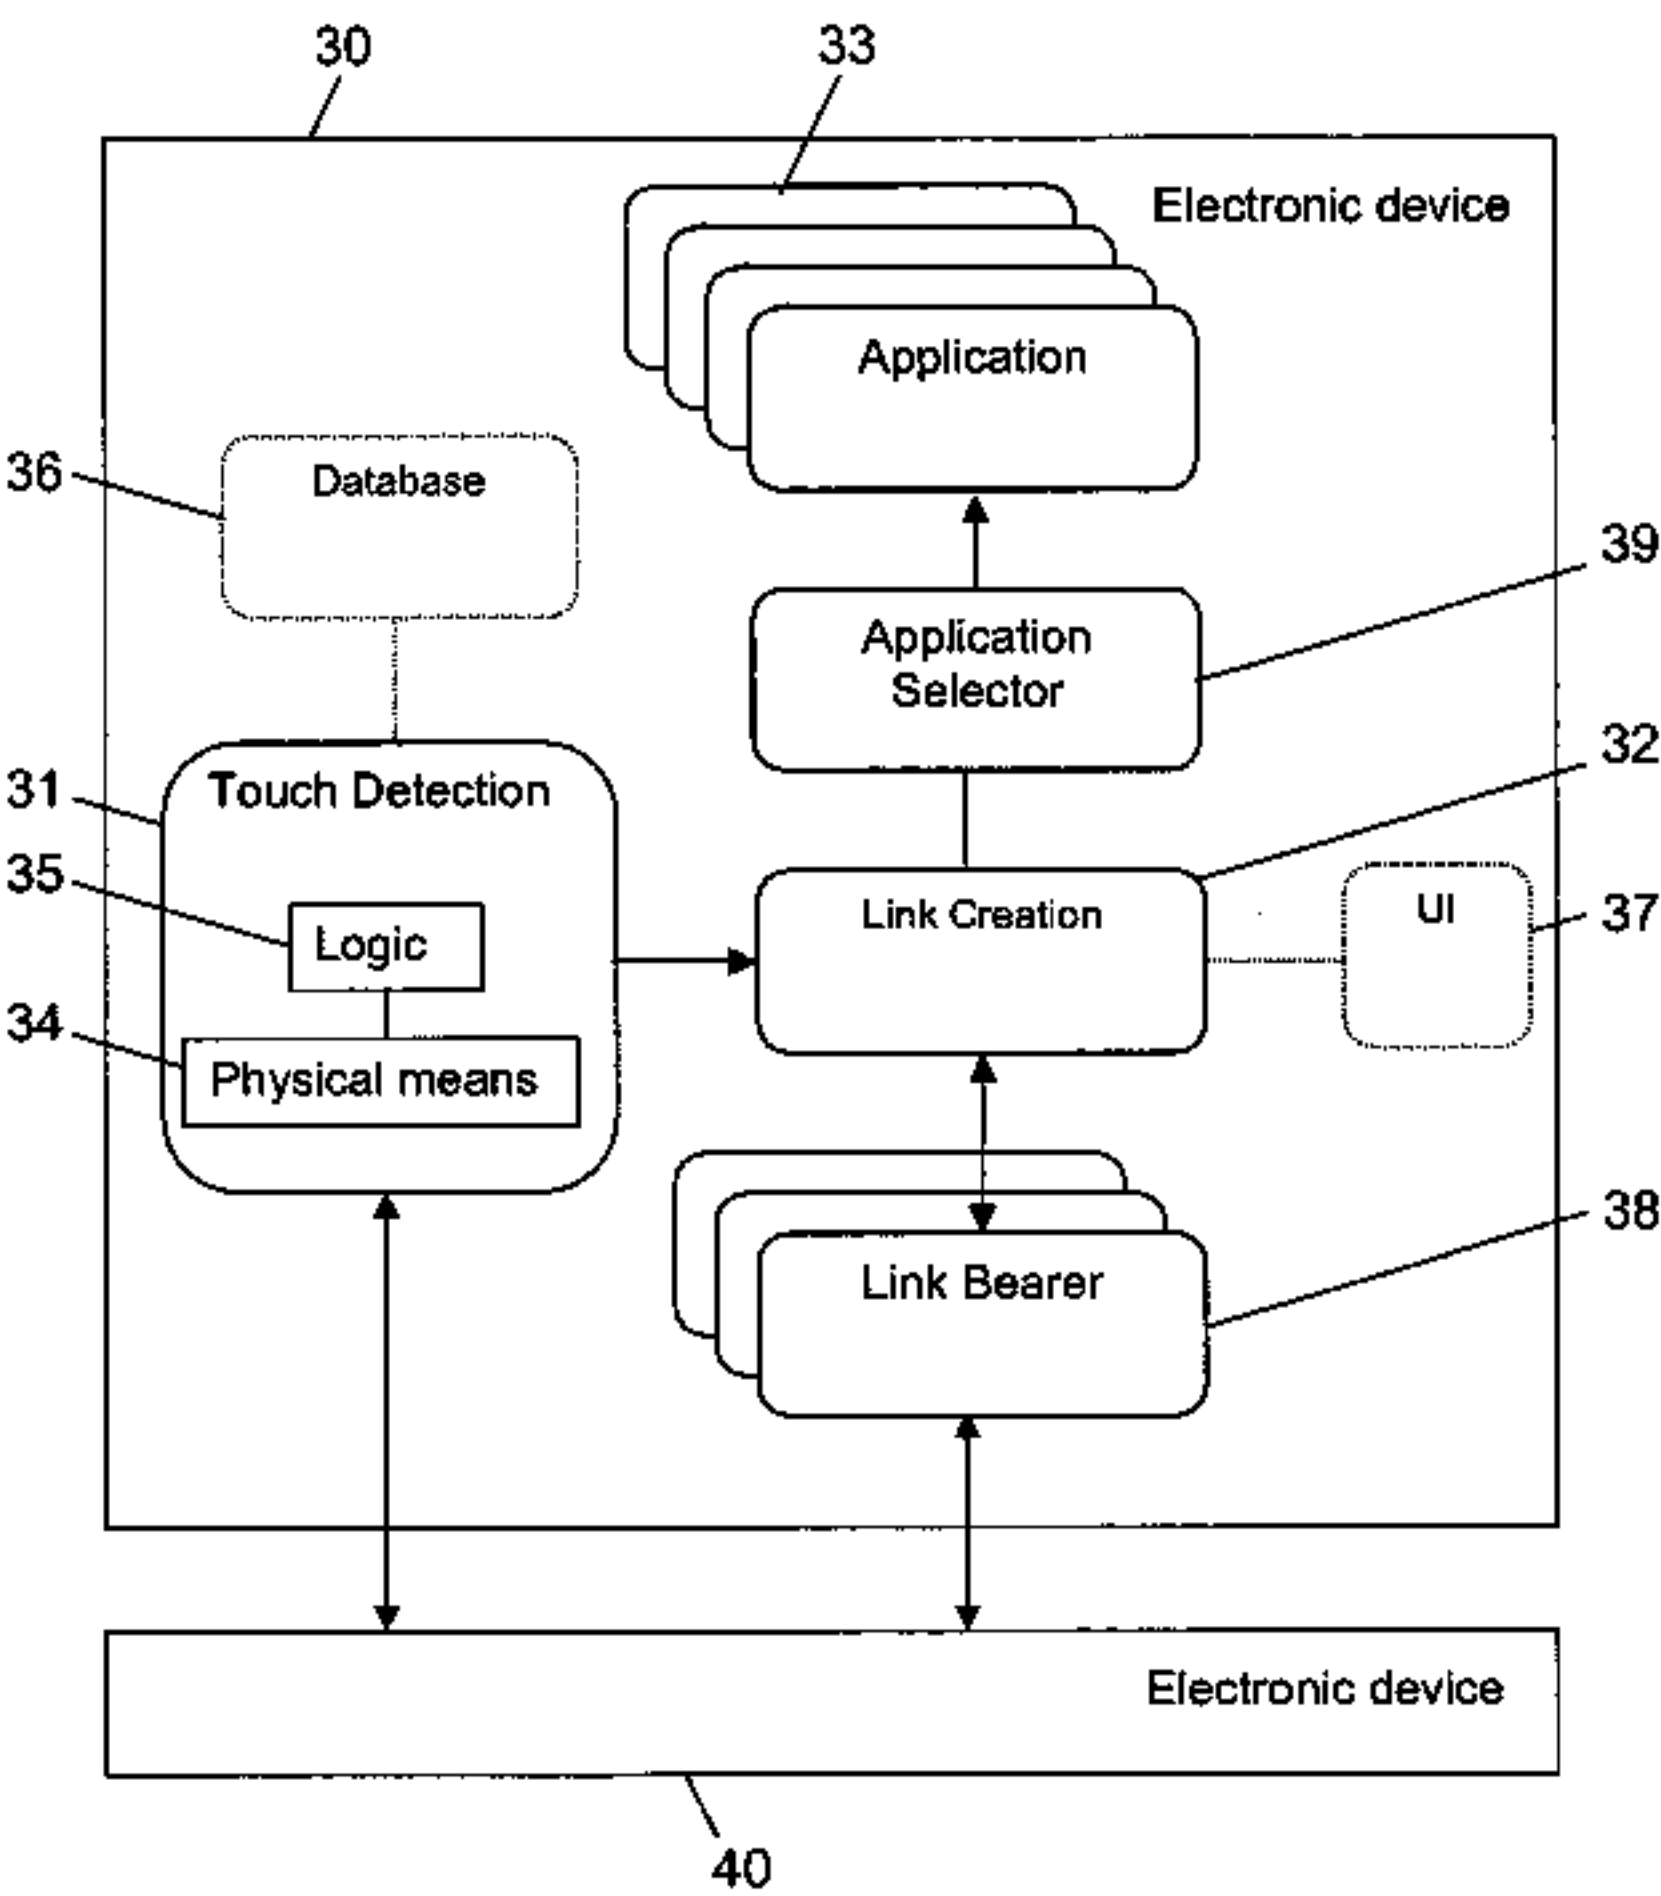 30
33
Electronic device
Application
36
Database
39
Application
Selector
32
31
Touch Detection
35
Logic
Link Creation
UI
37
34
Physical means
38
Link Bearer
Electronic device
40